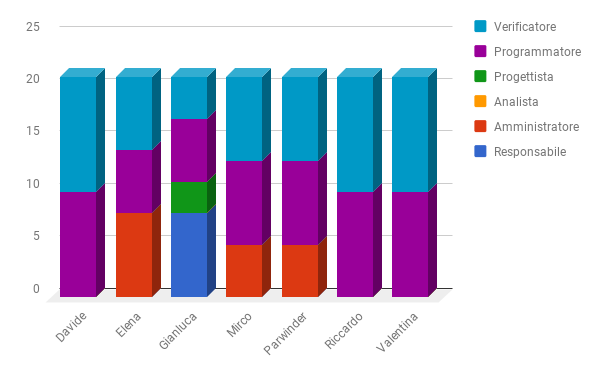 25
20
15
10
5
0
Davide
Elena
Gianluca
Mirco
Parwinder
Riccardo
Valentina
Verificatore
Programmatore
Progettista
Analista
Amministratore
Responsabile